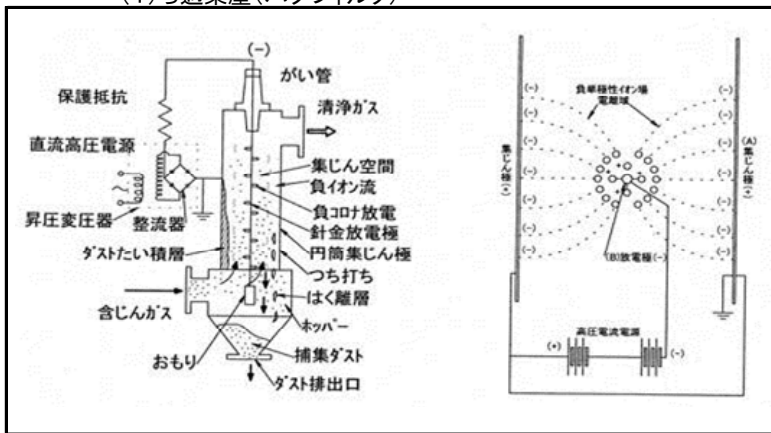 (-)
がい管
保護抵抗
清浄ガス
直流高圧電源
集じん空間
負イオン流
負コロナ放電
昇圧変圧器
整流器
針金放電極
ダストたい積層
円筒集じん極
つち打ち
はく離層
含じんガス
ホッパー
おもり
捕集ダスト
ダスト排出口
負単極性イオン場
電離域
(-)
(-)
(-)
(-)
(-)
(-)
(-)
(-)
(-)
(-)
(-)
(-)
集じん極(+)
(A)集じん極(+)
(B)放電極(-)
高圧電流電源
(+)
(-)